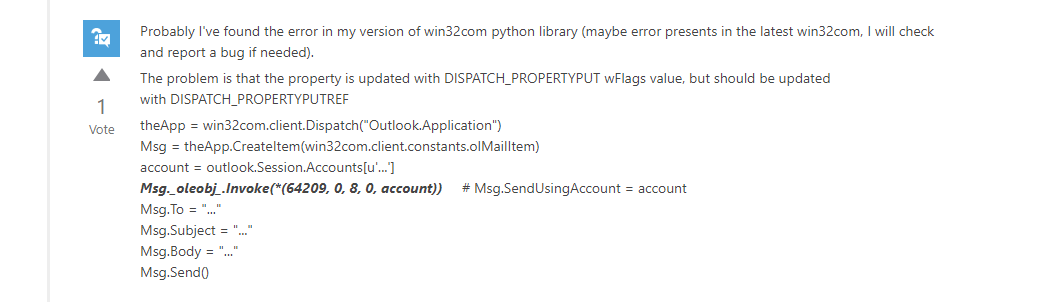 Probably I've found the error in my version of win32com python library (maybe error presents in the latest win32com, I will check
and report a bug if needed).
The problem is that the property is updated with DISPATCH_PROPERTYPUT wFlags value, but should be updated
with DISPATCH_PROPERTYPUTREF
1
Vote
theApp = win32com.client.Dispatch("Outlook.Application")
Msg = theApp.CreateItem(win32com.client.constants.olMailItem)
account = outlook.Session.Accounts[u'...']
Msg._oleobj_.Invoke(*(64209, 0, 8, 0, account)) # Msg.SendUsingAccount = account
Msg.To = "..."
Msg.Subject = "..."
Msg.Body = "..."
Msg.Send()